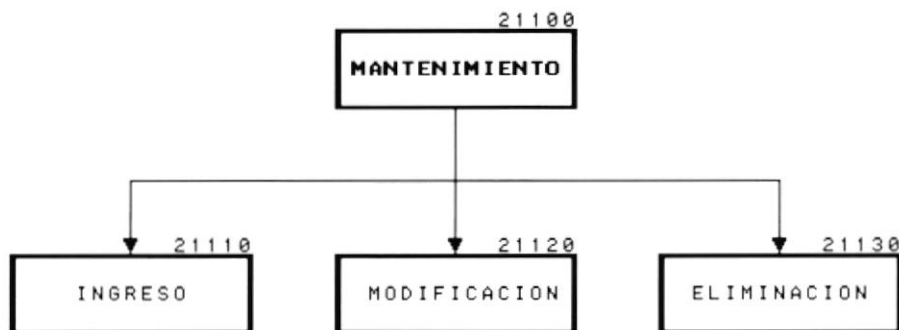 21100
MANTENIMIENTO
21110
21120
21130
INGRESO
MODIFICACION
ELIMINACION